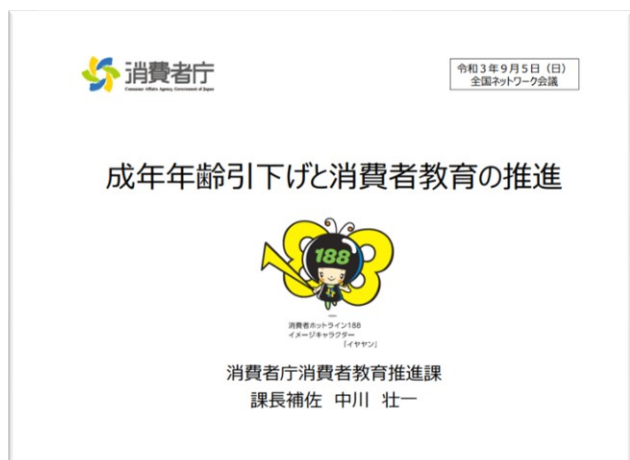 消費者庁
Consumer Affairs Agency, Government of Japan
令和3年9月5日（日）
全国ネットワーク会議
成年年齢引下げと消費者教育の推進
188
消費者ホットライン188
イメージキャラクター
「イヤヤン」
消費者庁消費者教育推進課
課長補佐 中川 壮一